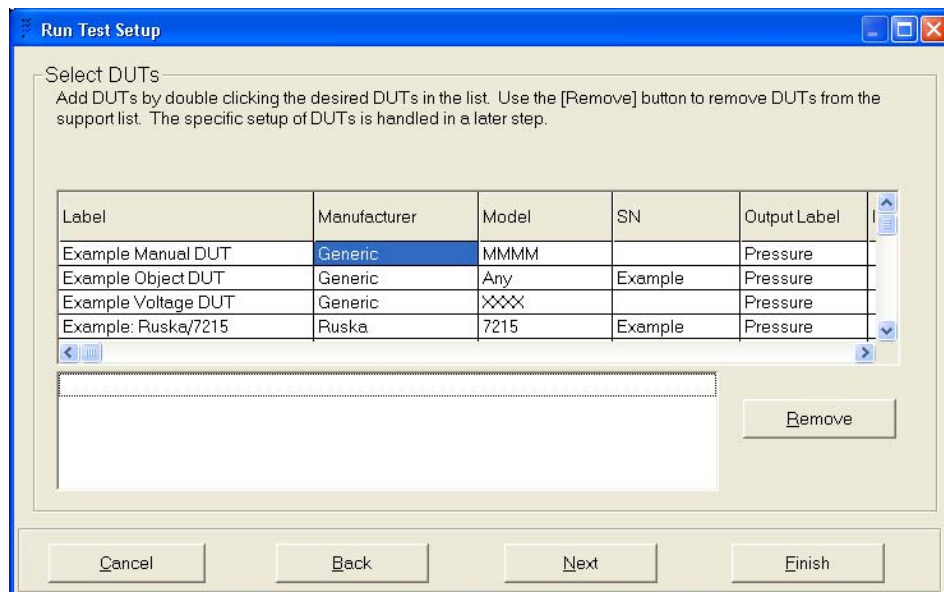 Run Test Setup
Select DUTs
Add DUTs by double clicking the desired DUTs in the list. Use the [Remove] button to remove DUTs from the
support list. The specific setup of DUTs is handled in a later step.
Label Manufacturer Model SN Output Label
Example Manual DUT Generic MMMM Pressure
Example Object DUT Generic Any Example Pressure
Example Voltage DUT Generic XXXX Pressure
Example: Ruska/7215 Ruska 7215 Example Pressure
Remove
Cancel Back Next Finish